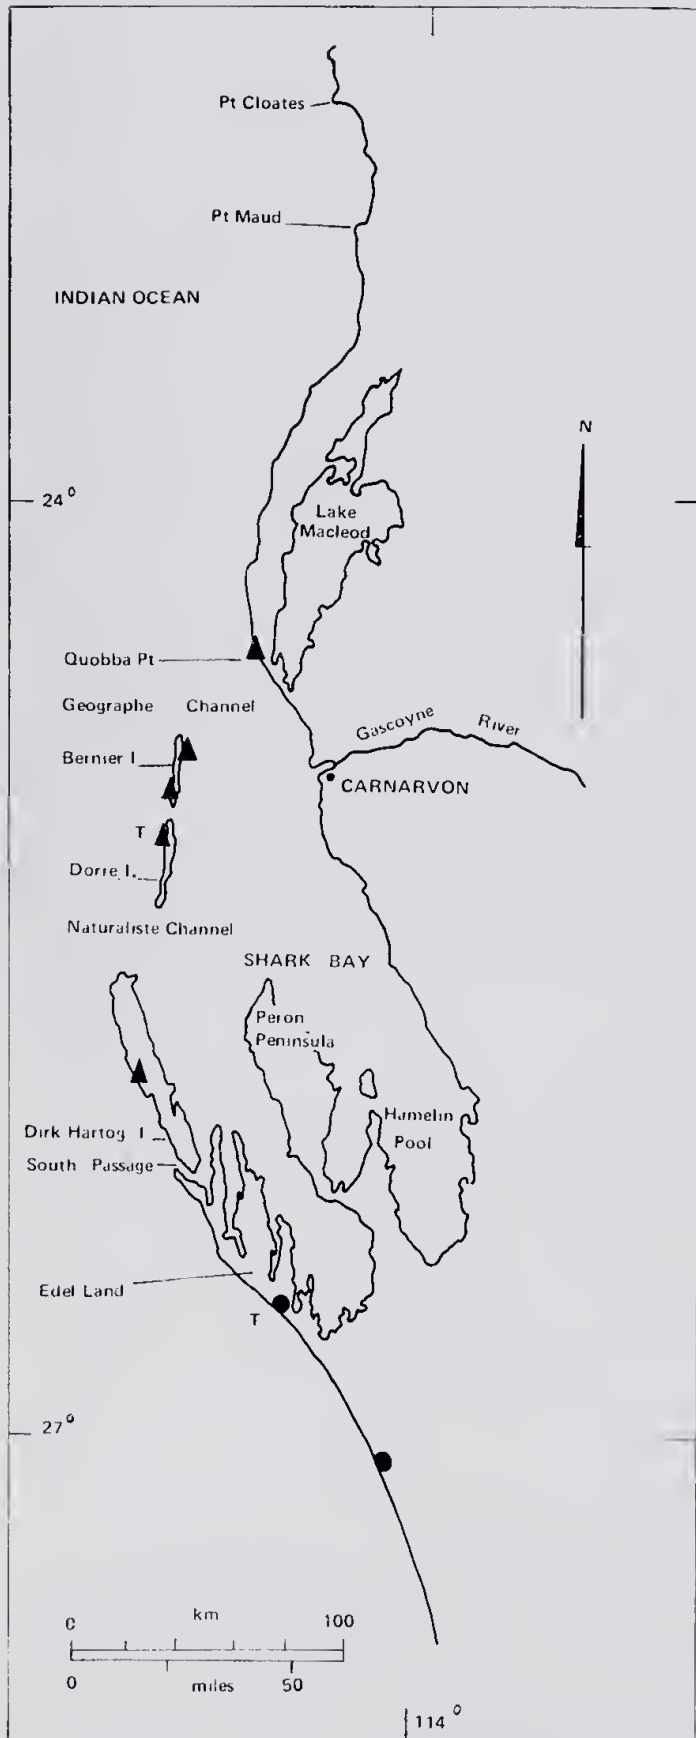 Pt Cloates
Pt Maud
INDIAN OCEAN
N
24°
Lake
Macleod
Quobba Pt
Geographe Channel
Gascoyne River
Bernier I
CARNARVON
T
Dorre I.
Naturaliste Channel
SHARK BAY
Peron
Peninsula
Hamelin
Pool
Dirk Hartog I
South Passage
Edel Land
T
27°
0 km 100
0 miles 50
114°